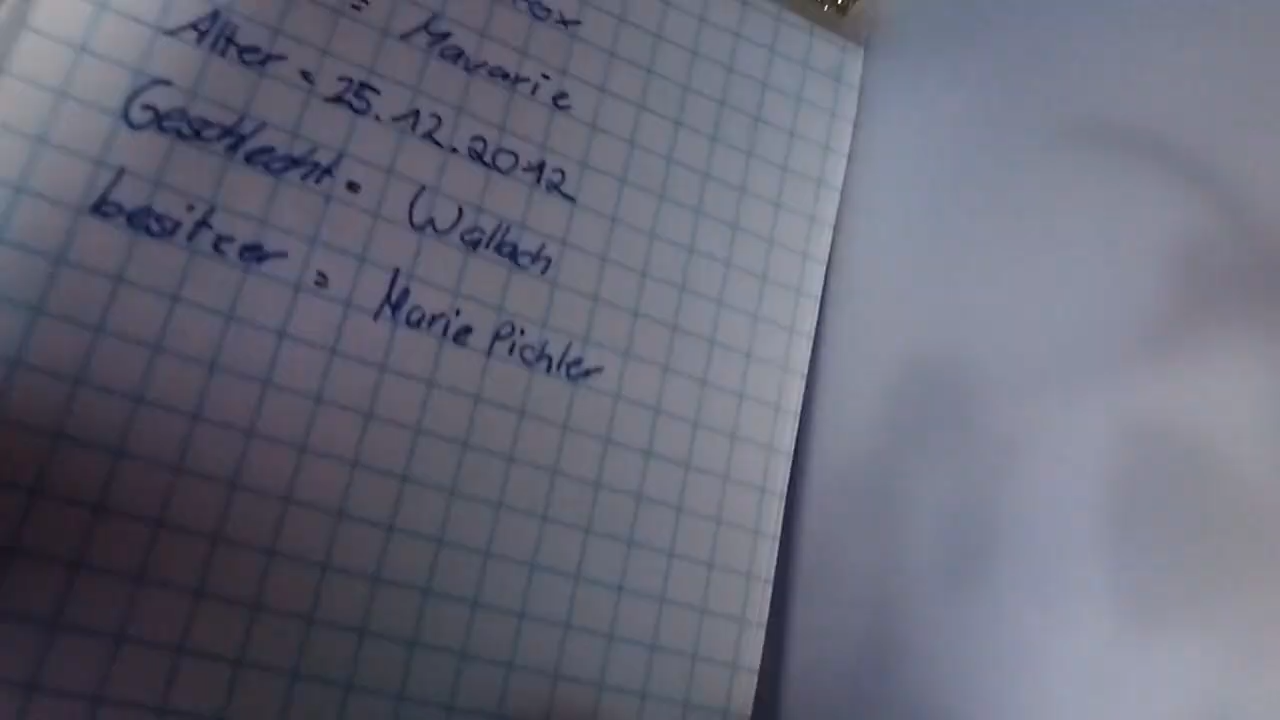 = Mavarie
Alter = 25.12.2012
Geschlecht = Wallach
besitzer = Marie Pichler